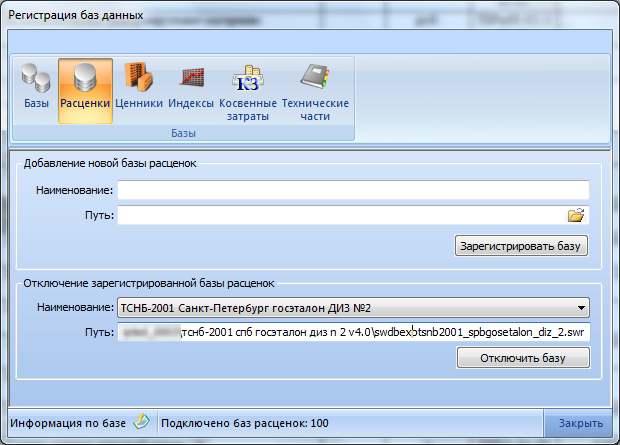 Регистрация баз данных
Базы
Расценки
Ценники
Индексы
Косвенные затраты
Технические части
Базы
Добавление новой базы расценок
Наименование:
Путь:
Зарегистрировать базу
Отключение зарегистрированной базы расценок
Наименование: ТСНБ-2001 Санкт-Петербург госэталон ДИЗ №2
Путь: \тснб-2001 спб госэталон диз n 2 v4.0\swdbex\ptsnb2001_spbgosetalon_diz_2.swr
Отключить базу
Информация по базе Подключено баз расценок: 100 Закрыть